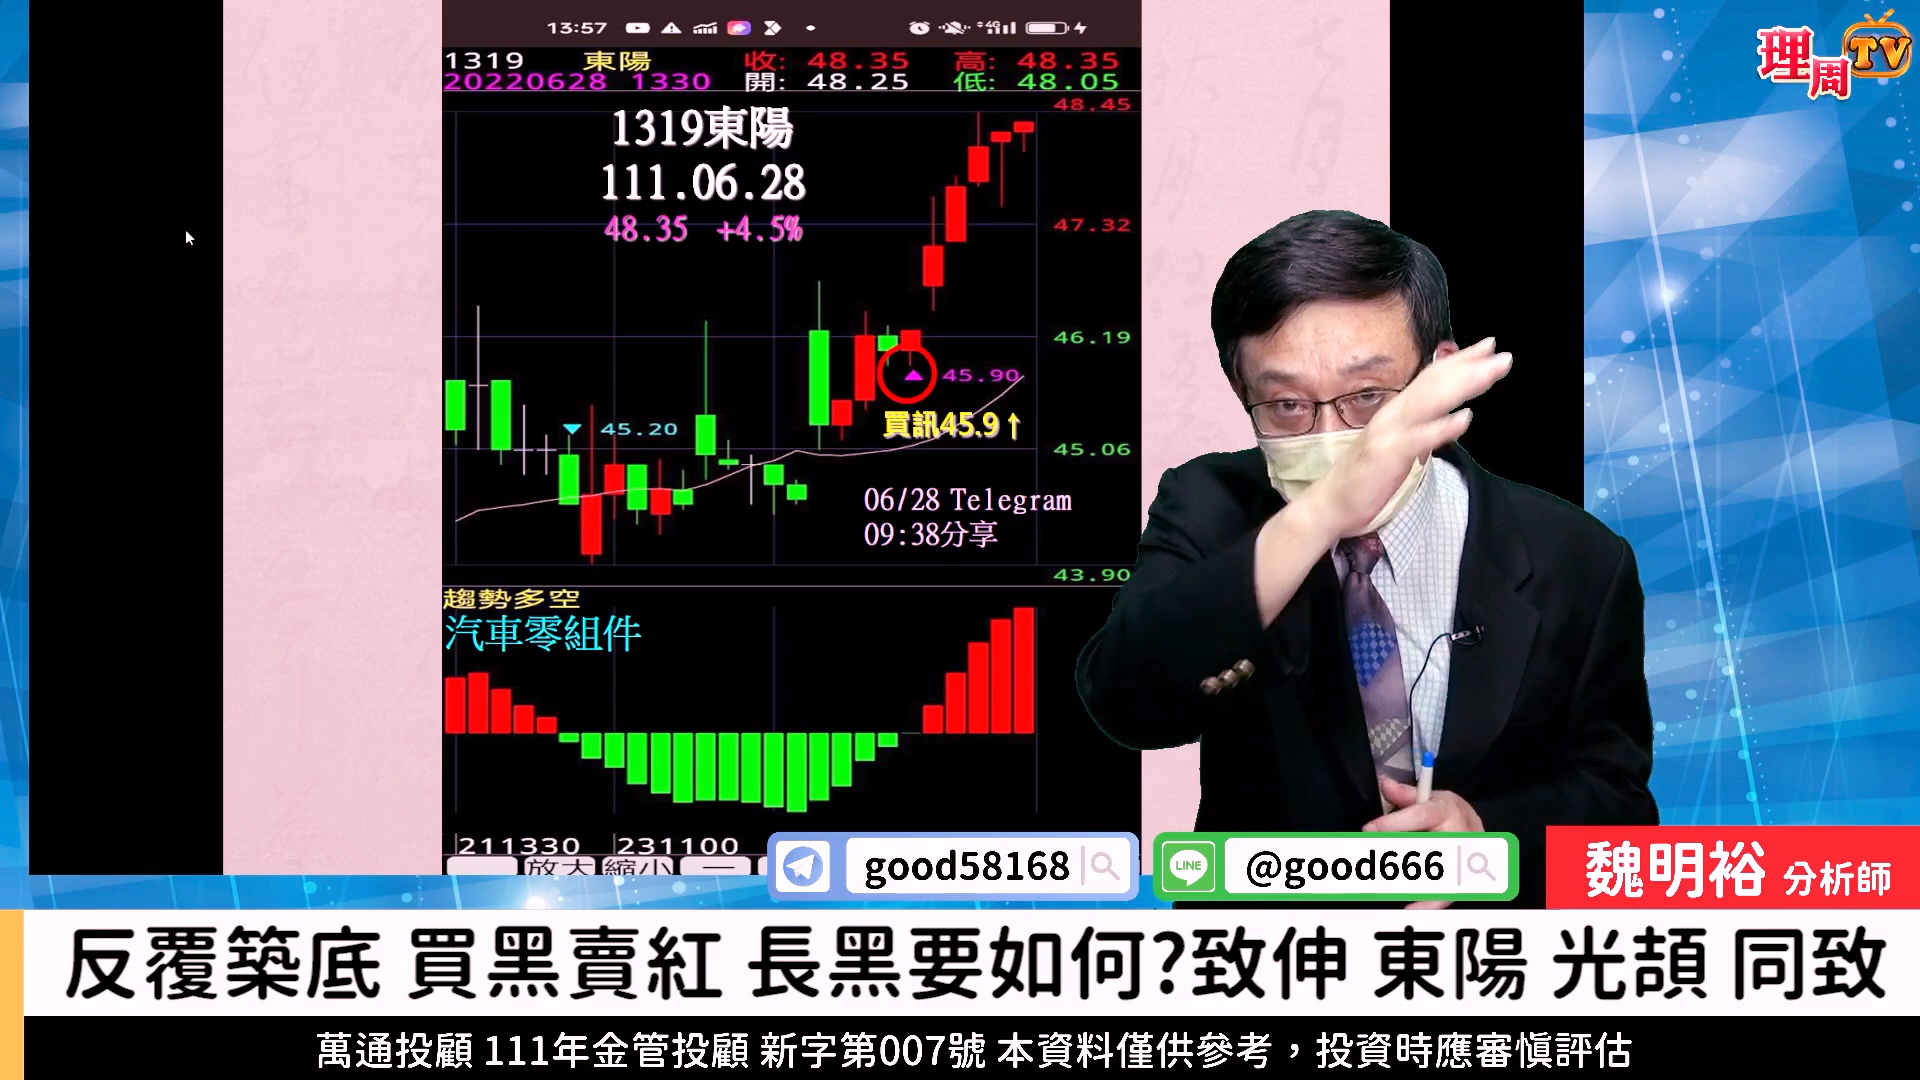 13:57
4G
理周TV
1319 東陽 收: 48.35 高: 48.35
20220628 1330 開: 48.25 低: 48.05
48.45
1319東陽
111.06.28
48.35 +4.5%
47.32
46.19
45.90
買訊45.9↑
45.20
45.06
06/28 Telegram
09:38分享
43.90
趨勢多空
汽車零組件
211330 231100
放大 縮小 一
good58168
LINE @good666
魏明裕 分析師
反覆築底 買黑賣紅 長黑要如何?致伸 東陽 光頡 同致
萬通投顧 111年金管投顧 新字第007號 本資料僅供參考，投資時應審慎評估